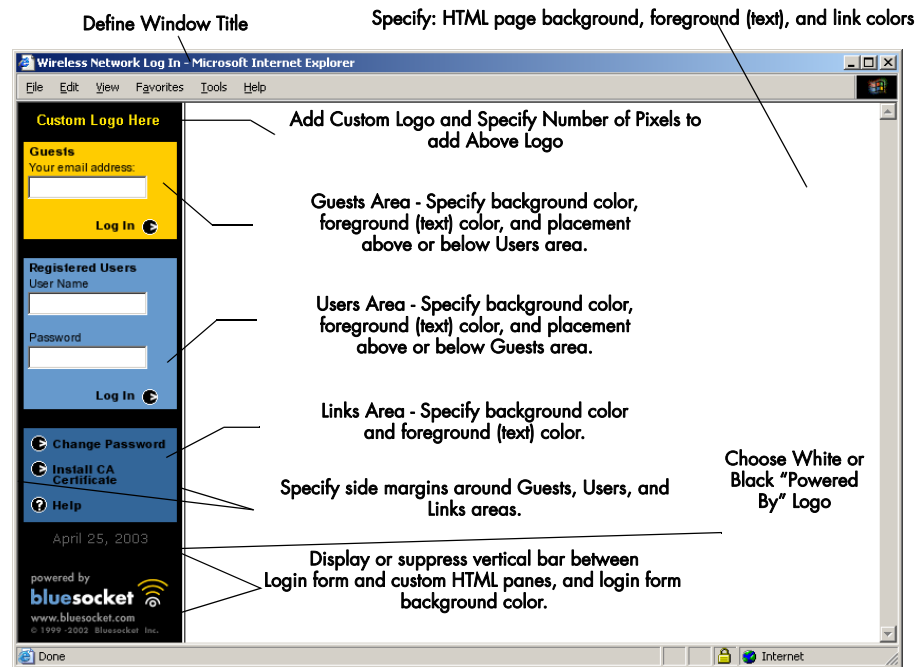 Define Window Title
Specify: HTML page background, foreground (text), and link colors
Wireless Network Log In - Microsoft Internet Explorer
File Edit View Favorites Tools Help
Custom Logo Here
Add Custom Logo and Specify Number of Pixels to
add Above Logo
Guests
Your email address:
Log In
Guests Area - Specify background color,
foreground (text) color, and placement
above or below Users area.
Registered Users
User Name
Password
Log In
Users Area - Specify background color,
foreground (text) color, and placement
above or below Guests area.
Links Area - Specify background color
and foreground (text) color.
Change Password
Install CA
Certificate
Help
Specify side margins around Guests, Users, and
Links areas.
Choose White or
Black “Powered
By” Logo
April 25, 2003
Display or suppress vertical bar between
Login form and custom HTML panes, and login form
background color.
powered by
bluesocket
www.bluesocket.com
© 1999 -2002 Bluesocket Inc.
Done
Internet